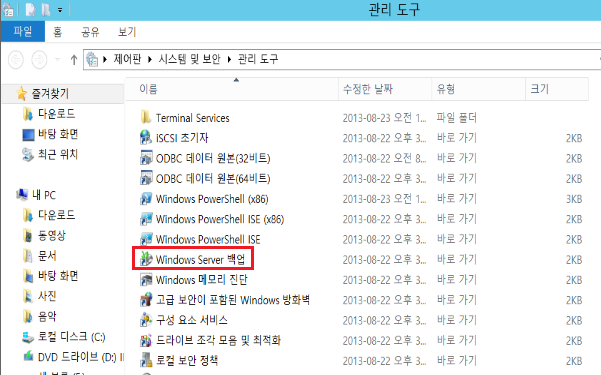 관리 도구
파일 홈 공유 보기
제어판 시스템 및 보안 관리 도구
이름 수정한 날짜 유형 크기
즐겨찾기
다운로드
바탕 화면
최근 위치
내 PC
다운로드
동영상
문서
바탕 화면
사진
음악
로컬 디스크 (C:)
DVD 드라이브 (D:) II
Terminal Services 2013-08-23 오전 1... 파일 폴더
iSCSI 초기자 2013-08-22 오후 3... 바로 가기 2KB
ODBC 데이터 원본(32비트) 2013-08-22 오전 8... 바로 가기 2KB
ODBC 데이터 원본(64비트) 2013-08-22 오후 3... 바로 가기 2KB
Windows PowerShell (x86) 2013-08-23 오전 1... 바로 가기 3KB
Windows PowerShell ISE (x86) 2013-08-22 오후 3... 바로 가기 2KB
Windows PowerShell ISE 2013-08-22 오후 3... 바로 가기 2KB
Windows Server 백업 2013-08-22 오후 3... 바로 가기 2KB
Windows 메모리 진단 2013-08-22 오후 3... 바로 가기 2KB
고급 보안이 포함된 Windows 방화벽 2013-08-22 오후 3... 바로 가기 2KB
구성 요소 서비스 2013-08-22 오후 3... 바로 가기 2KB
드라이브 조각 모음 및 최적화 2013-08-22 오후 3... 바로 가기 2KB
로컬 보안 정책 2013-08-22 오후 3... 바로 가기 2KB